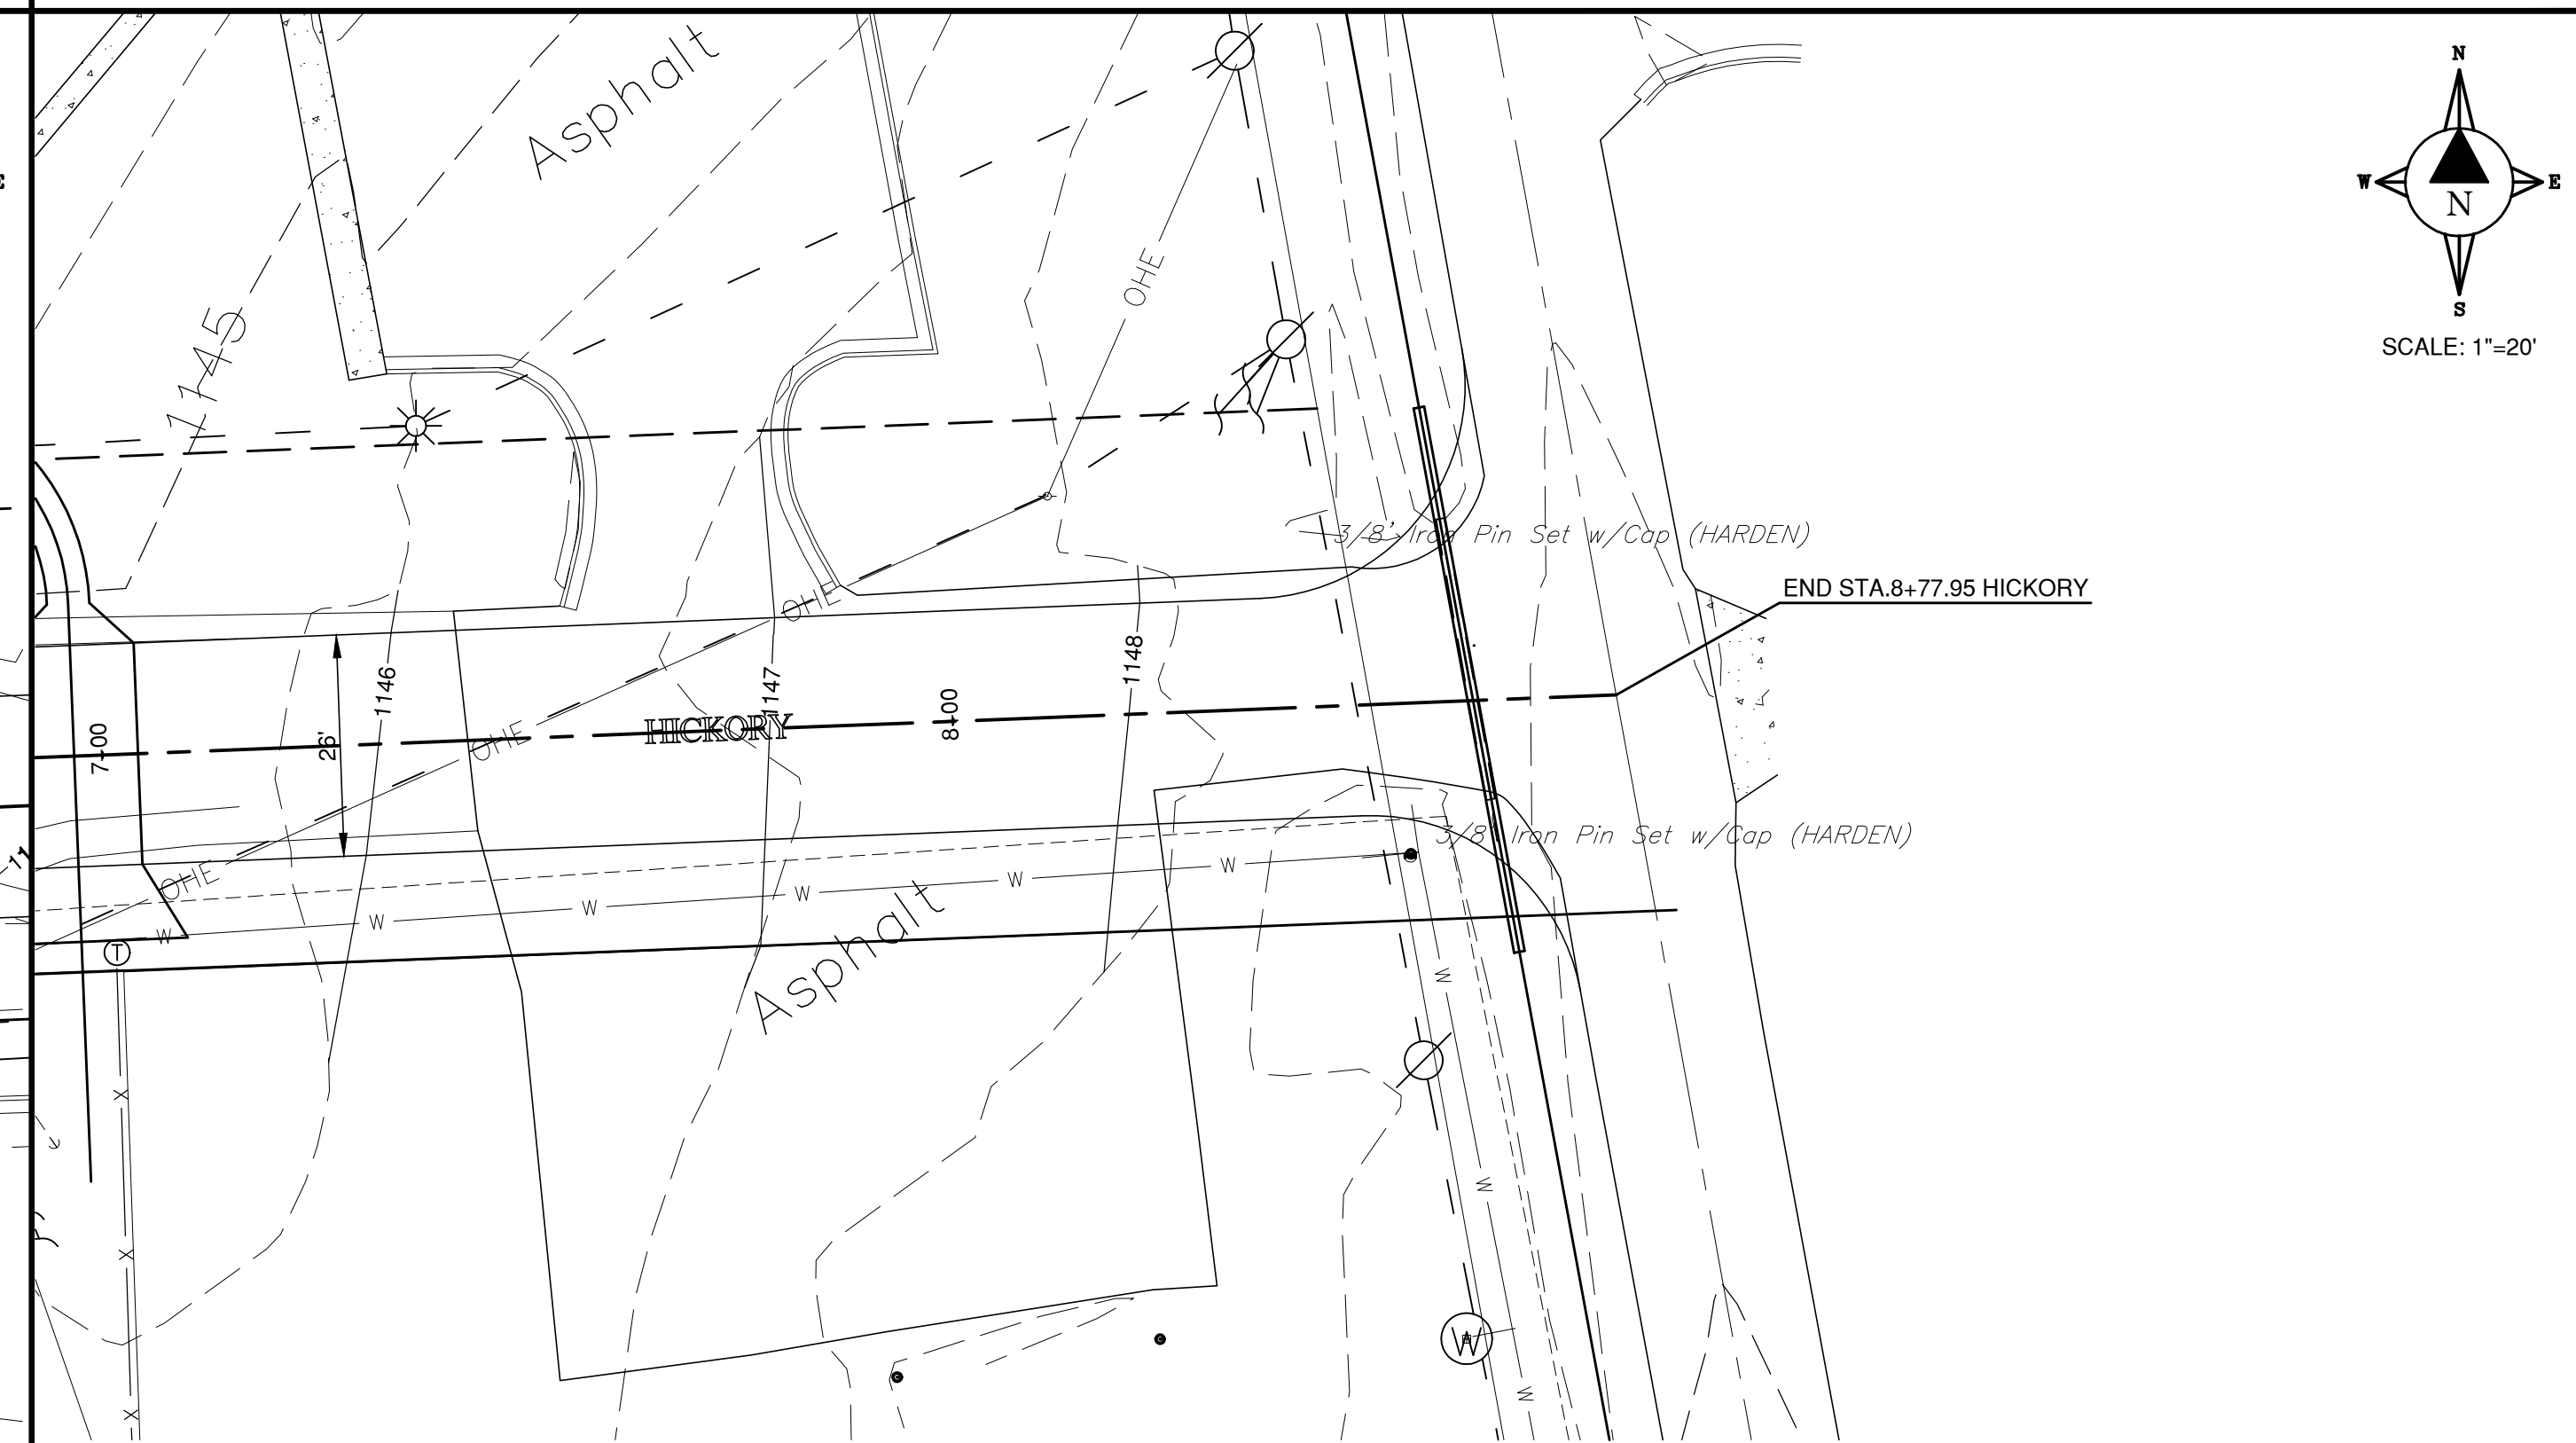 N
W
N
E
S
SCALE: 1"=20'
Asphalt
OHE
1145
3/8' Iron Pin Set w/Cap (HARDEN)
END STA.8+77.95 HICKORY
OHE
1146
1147
1148
26'
7+00
OHE
HICKORY
8+00
3/8' Iron Pin Set w/Cap (HARDEN)
OHE
W
W
W
W
W
W
T
Asphalt
W
X
W
X
W
X
W